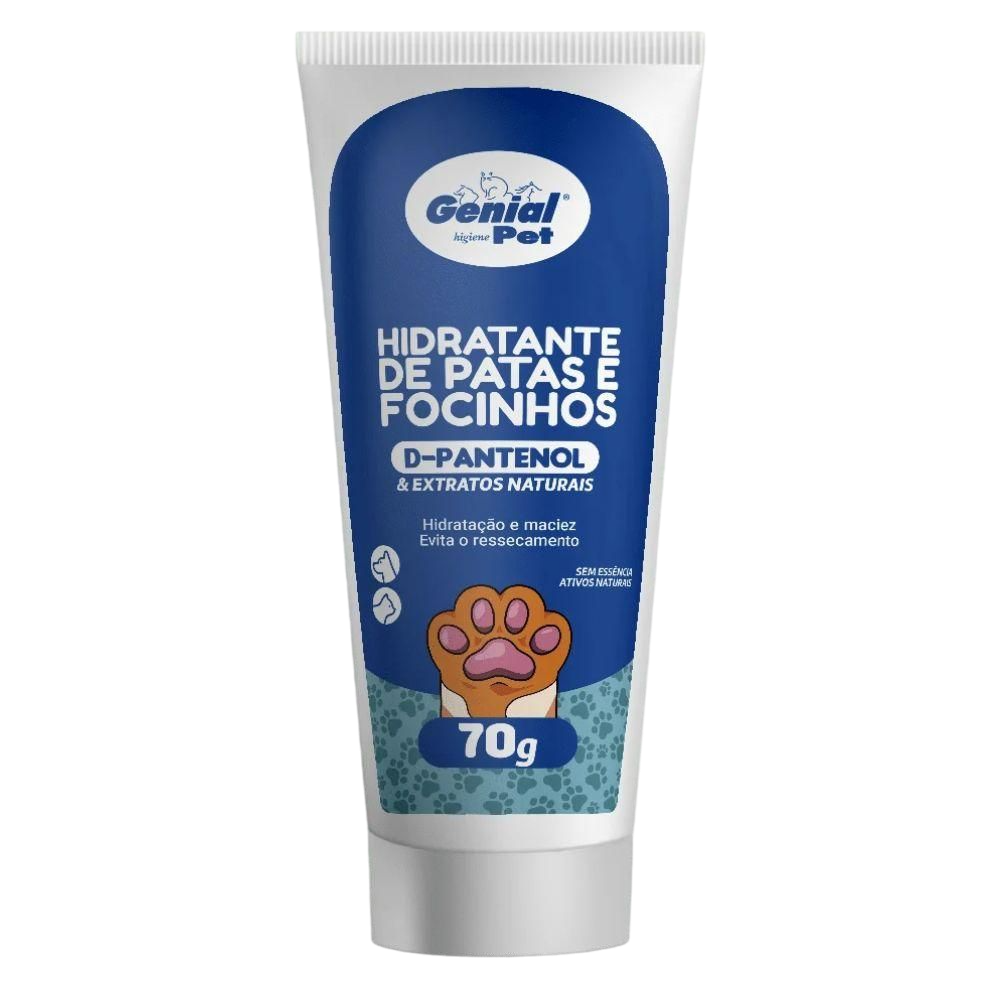 Genial®
higiene Pet
HIDRATANTE
DE PATAS E
FOCINHOS
D-PANTENOL
& EXTRATOS NATURAIS
Hidratação e maciez
Evita o ressecamento
SEM ESSÊNCIA
ATIVOS NATURAIS
70g